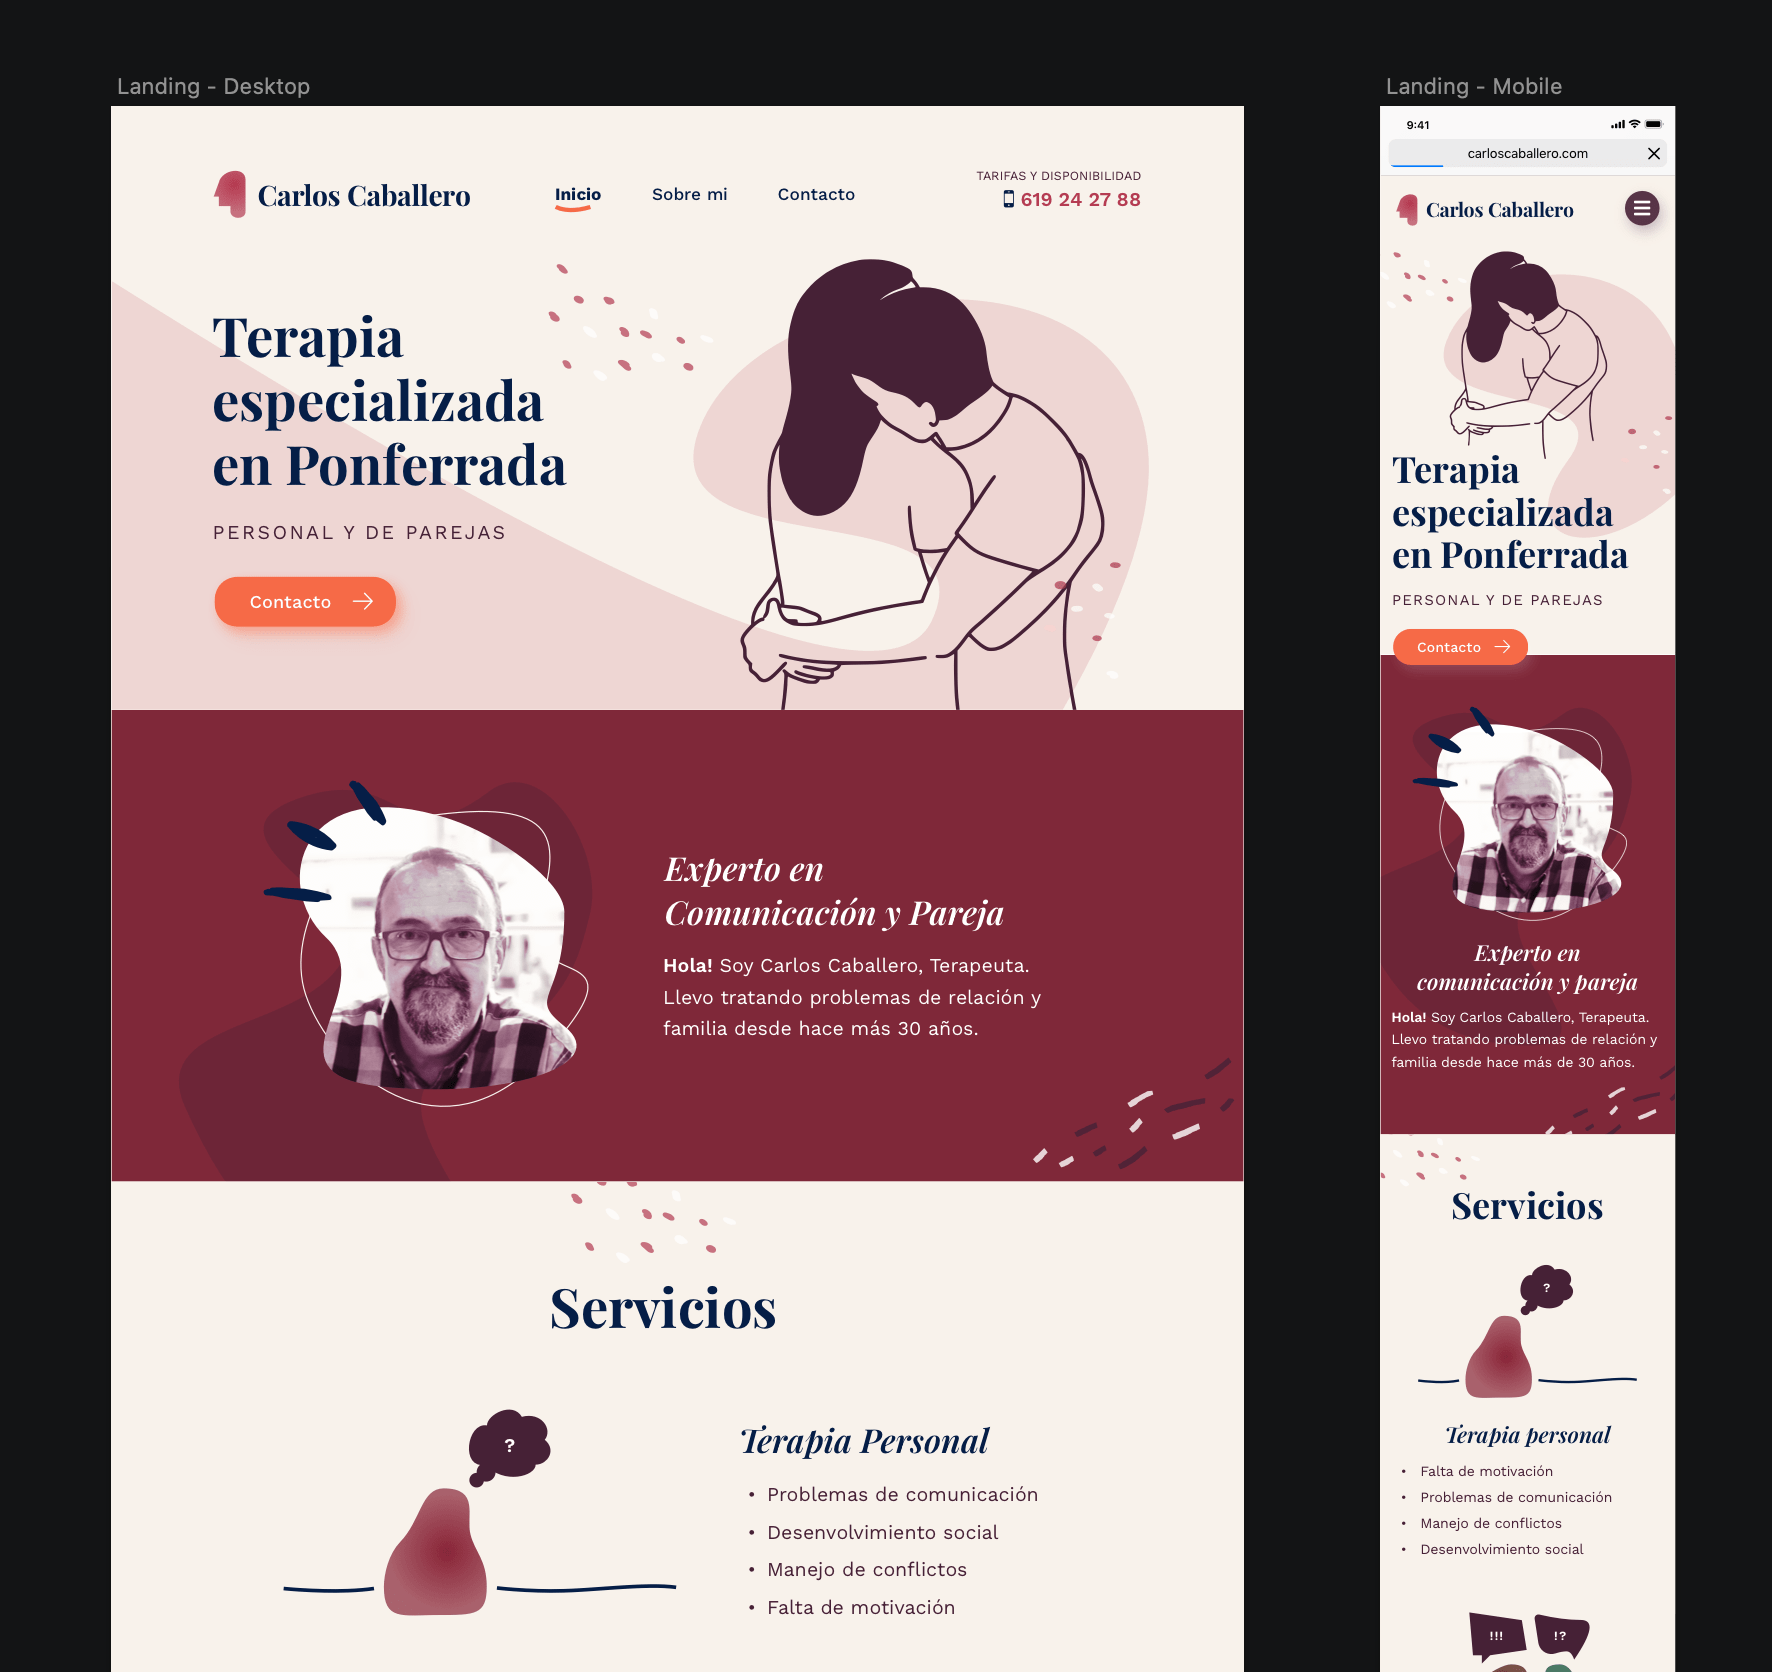 Landing - Desktop
Carlos Caballero
Inicio
Sobre mi
Contacto
TARIFAS Y DISPONIBILIDAD
619 24 27 88
Terapia
especializada
en Ponferrada
PERSONAL Y DE PAREJAS
Contacto
Experto en
Comunicación y Pareja
Hola! Soy Carlos Caballero, Terapeuta.
Llevo tratando problemas de relación y
familia desde hace más 30 años.
Servicios
?
Terapia Personal
• Problemas de comunicación
• Desenvolvimiento social
• Manejo de conflictos
• Falta de motivación
Landing - Mobile
9:41
carloscaballero.com
Carlos Caballero
Terapia
especializada
en Ponferrada
PERSONAL Y DE PAREJAS
Contacto
Experto en
comunicación y pareja
Hola! Soy Carlos Caballero, Terapeuta.
Llevo tratando problemas de relación y
familia desde hace más de 30 años.
Servicios
?
Terapia personal
• Falta de motivación
• Problemas de comunicación
• Manejo de conflictos
• Desenvolvimiento social
!!!
!?